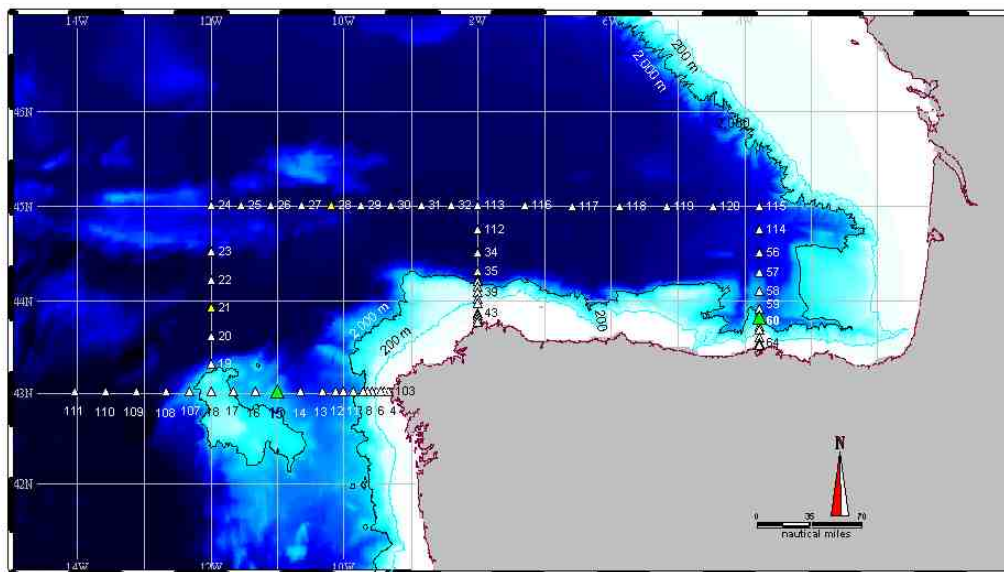 14W 12W 10W 8W 4W
200 m
2.000 m
46N
2.000
45N 24 25 26 27 28 29 30 31 32 113 116 117 118 119 120 115
112 114
23 34 56
35 57
22
39 58
44N 21 59
2.000 m 43 200 60
20 200 m 64
19
43N 103
111 110 109 108 107 18 17 16 15 14 13 12 11 8 6 4
42N
N
0 35 70
nautical miles
14W 12W 10W